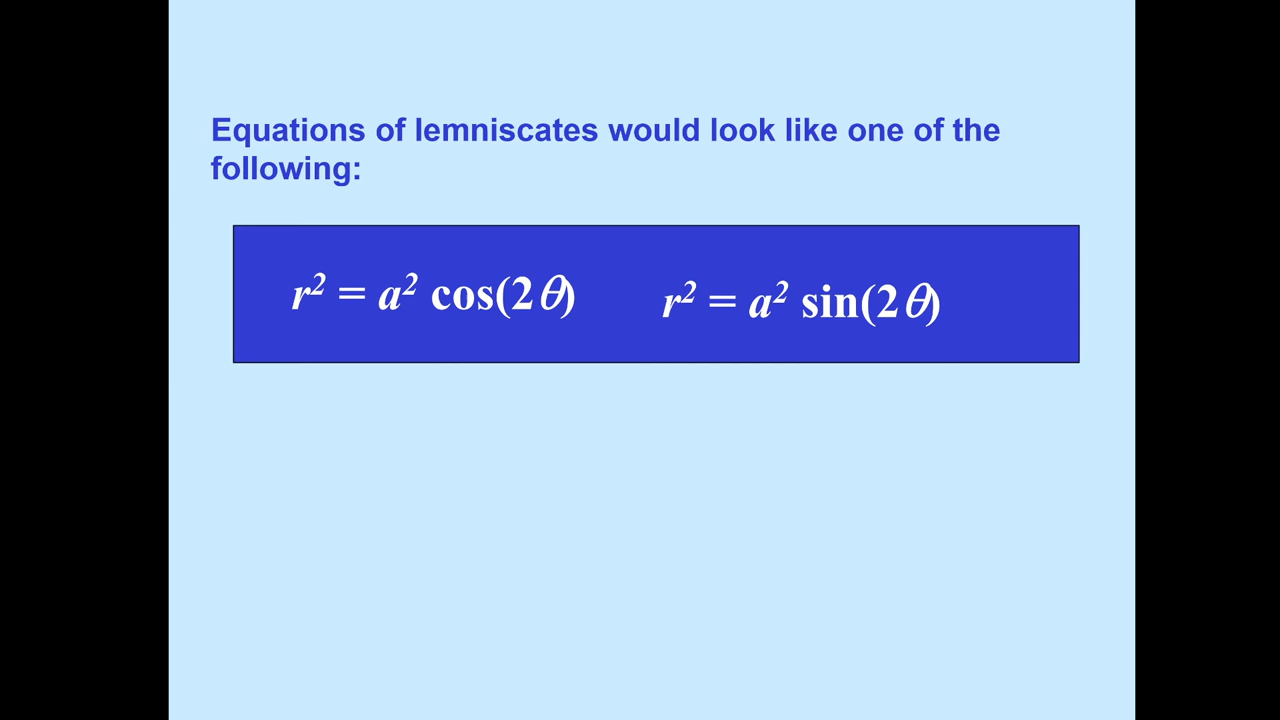 Equations of lemniscates would look like one of the
following:
r² = a² cos(2θ) r² = a² sin(2θ)